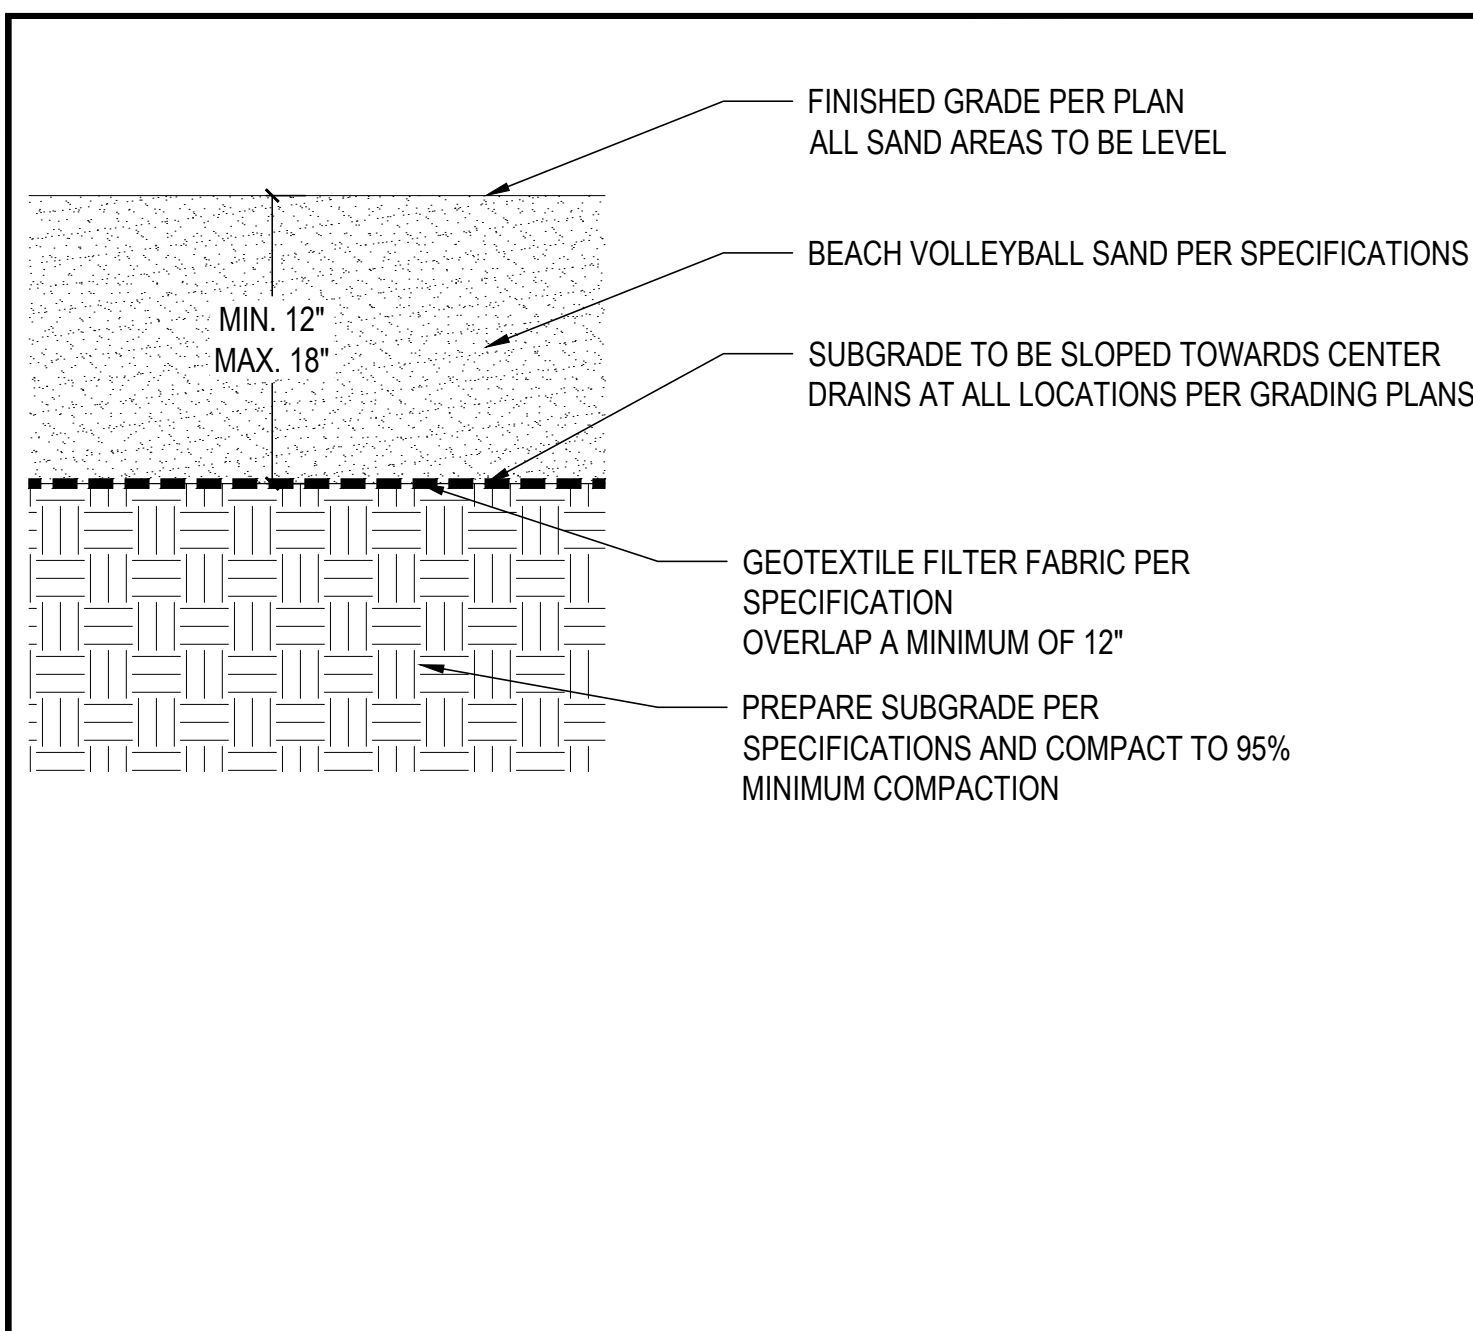 FINISHED GRADE PER PLAN
ALL SAND AREAS TO BE LEVEL
BEACH VOLLEYBALL SAND PER SPECIFICATIONS
MIN. 12"
MAX. 18"
SUBGRADE TO BE SLOPED TOWARDS CENTER
DRAINS AT ALL LOCATIONS PER GRADING PLANS
GEOTEXTILE FILTER FABRIC PER
SPECIFICATION
OVERLAP A MINIMUM OF 12"
PREPARE SUBGRADE PER
SPECIFICATIONS AND COMPACT TO 95%
MINIMUM COMPACTION